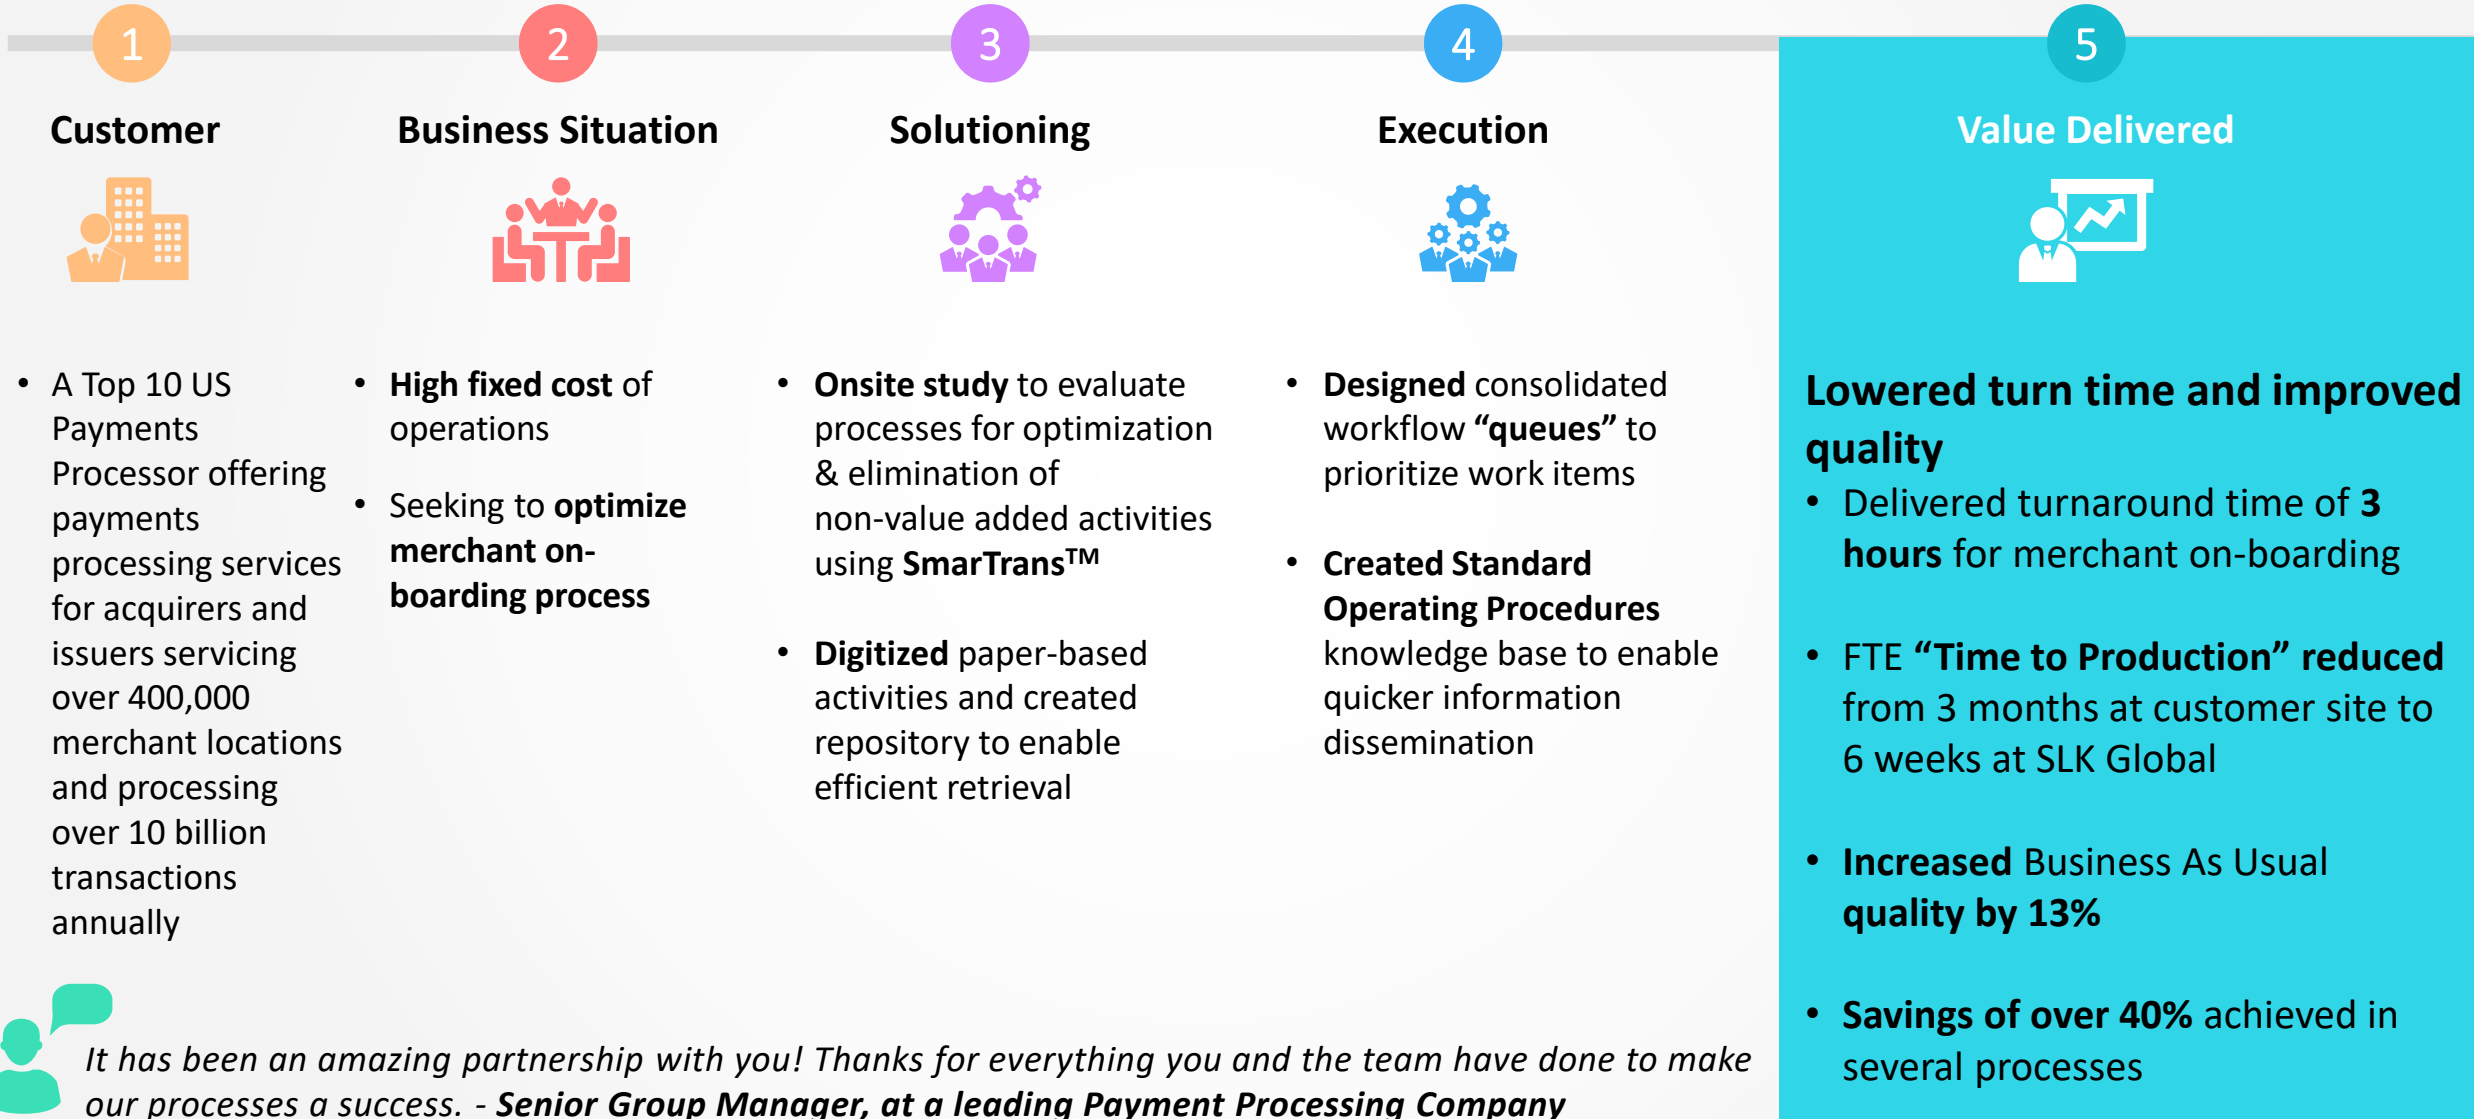 1
Customer
• A Top 10 US
Payments
Processor offering
payments
processing services
for acquirers and
issuers servicing
over 400,000
merchant locations
and processing
over 10 billion
transactions
annually
2
Business Situation
• High fixed cost of
operations
• Seeking to optimize
merchant on-
boarding process
3
Solutioning
• Onsite study to evaluate
processes for optimization
& elimination of
non-value added activities
using SmarTrans™
• Digitized paper-based
activities and created
repository to enable
efficient retrieval
4
Execution
• Designed consolidated
workflow “queues” to
prioritize work items
• Created Standard
Operating Procedures
knowledge base to enable
quicker information
dissemination
5
Value Delivered
Lowered turn time and improved
quality
• Delivered turnaround time of 3
hours for merchant on-boarding
• FTE “Time to Production” reduced
from 3 months at customer site to
6 weeks at SLK Global
• Increased Business As Usual
quality by 13%
• Savings of over 40% achieved in
several processes
It has been an amazing partnership with you! Thanks for everything you and the team have done to make
our processes a success. - Senior Group Manager, at a leading Payment Processing Company